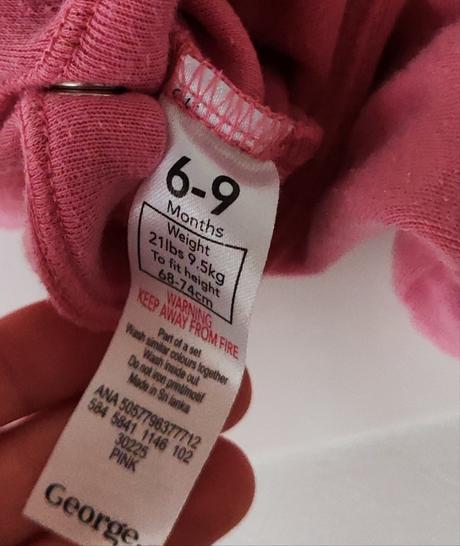 6-9
Months
Weight
21lbs 9.5kg
To fit height
68-74cm
WARNING
KEEP AWAY FROM FIRE
Part of a set
Wash similar colours together
Wash inside out
Do not iron print/motif
Made in Sri lanka
ANA 5057798377712
584 5841 1146 102
30225
PINK
George.